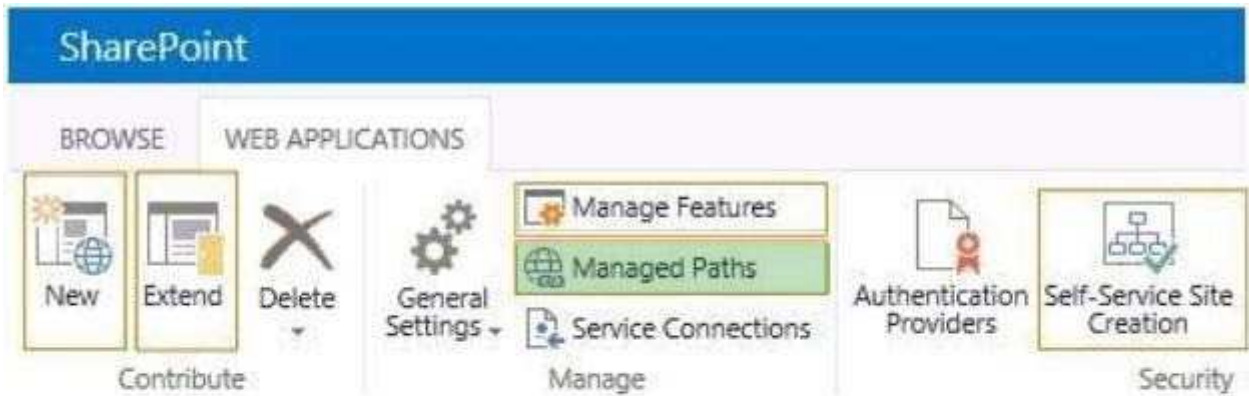 SharePoint
BROWSE WEB APPLICATIONS
New
Extend
Delete
General
Settings
Manage Features
Managed Paths
Service Connections
Authentication
Providers
Self-Service Site
Creation
Contribute
Manage
Security